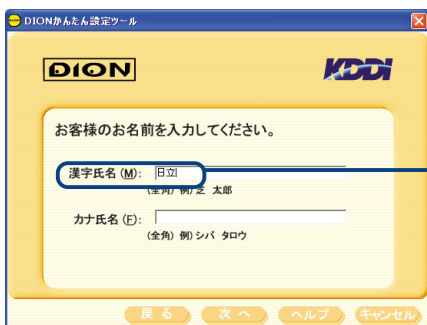 DIONかんたん設定ツール
DION
KDDI
お客様のお名前を入力してください。
漢字氏名(M): 日立
(全角) 例)芝 太郎
カナ氏名(F):
(全角) 例)シバ タロウ
戻る 次へ ヘルプ キャンセル